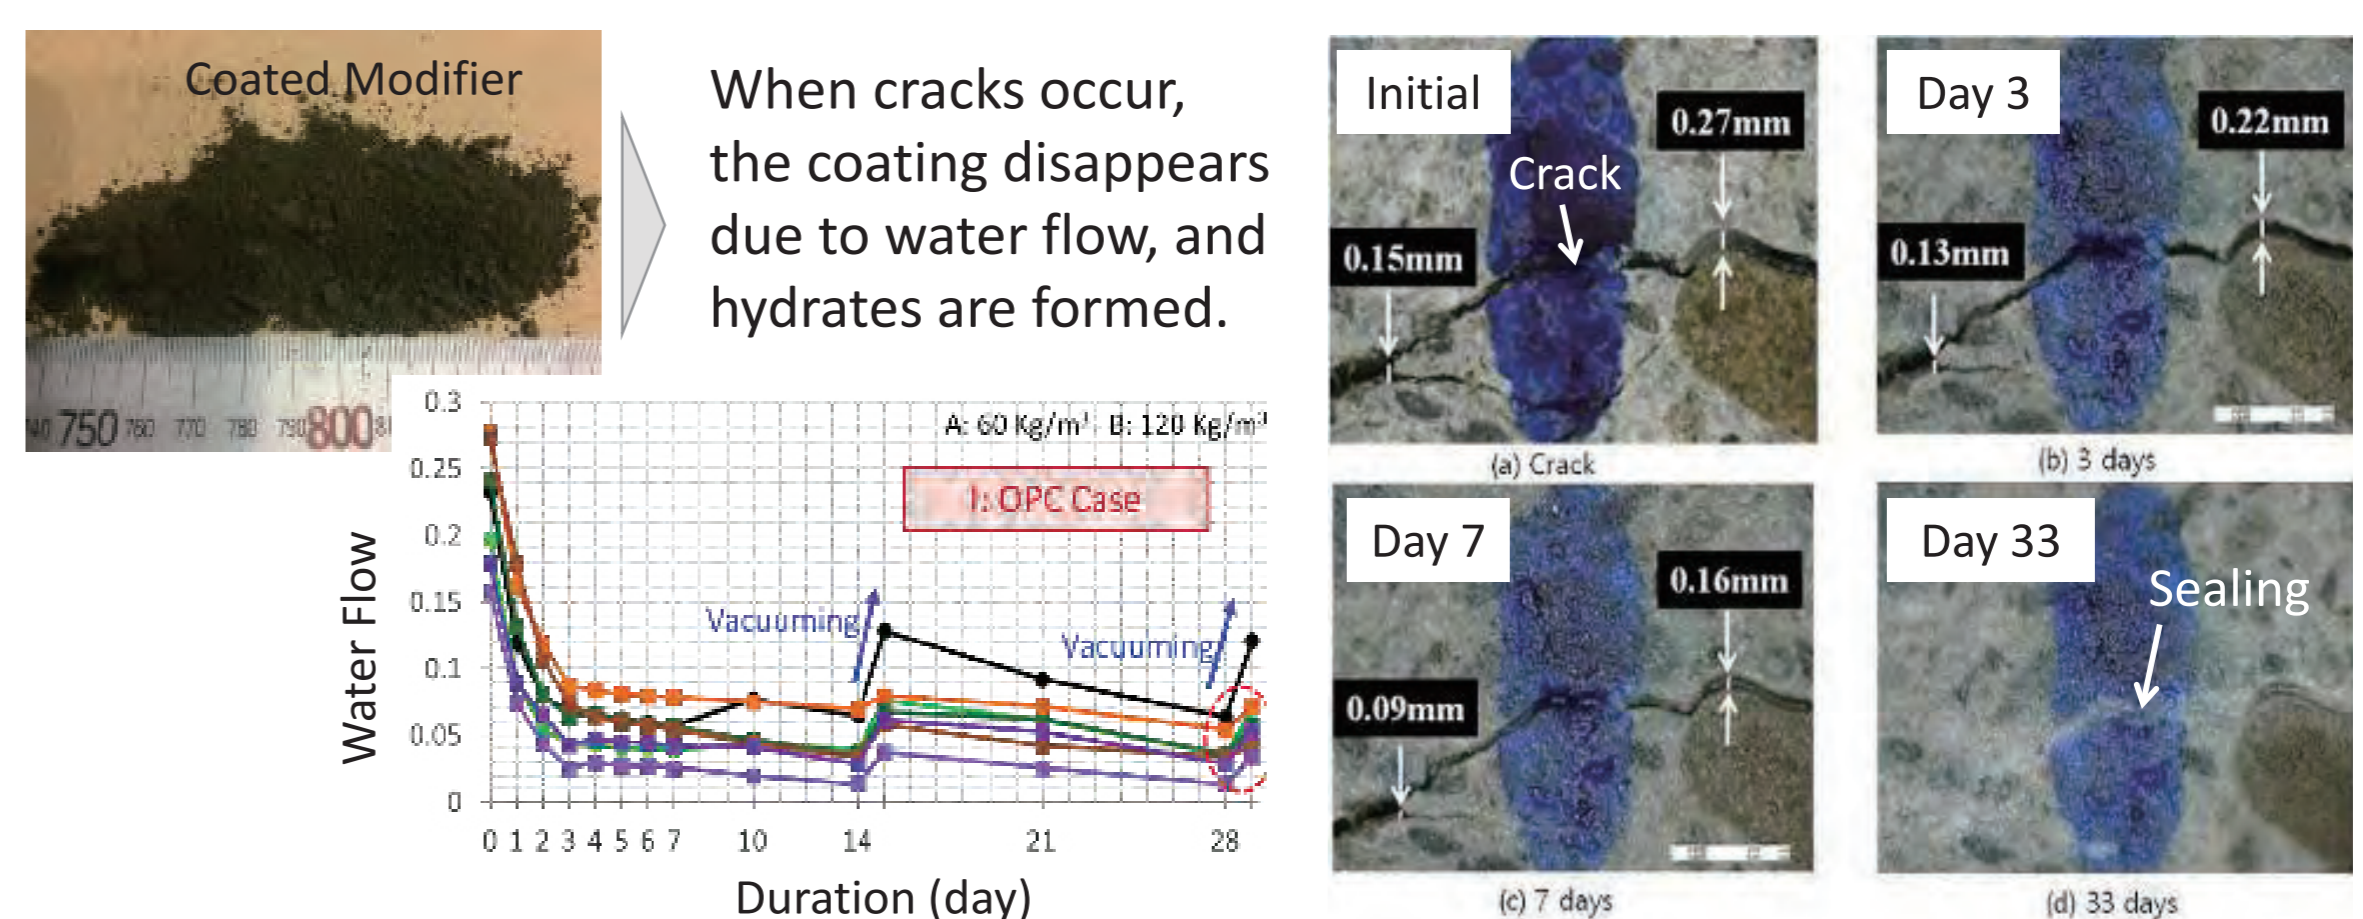 Coated Modifier
When cracks occur,
the coating disappears
due to water flow, and
hydrates are formed.
750 760 770 780 790 800
0.3
0.25
0.2
0.15
0.1
0.05
0
Water Flow
A: 60 Kg/m³ B: 120 Kg/m³
I: OPC Case
Vacuuming
Vacuuming
0 1 2 3 4 5 6 7 10 14 21 28
Duration (day)
Initial
0.27mm
Crack
0.15mm
(a) Crack
Day 3
0.22mm
0.13mm
(b) 3 days
Day 7
0.16mm
0.09mm
(c) 7 days
Day 33
Sealing
(d) 33 days